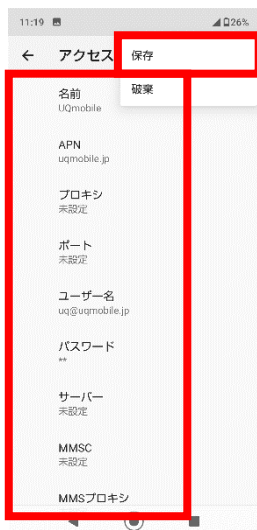 11:19 26%
アクセス
保存
破棄
名前
UQmobile
APN
uqmobile.jp
プロキシ
未設定
ポート
未設定
ユーザー名
uq@uqmobile.jp
パスワード
**
サーバー
未設定
MMSC
未設定
MMSプロキシ